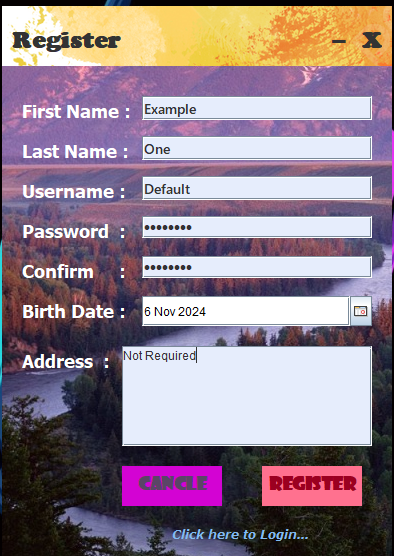 Register – X
First Name : Example
Last Name : One
Username : Default
Password : ••••••••
Confirm : ••••••••
Birth Date : 6 Nov 2024
Address : Not Required
CANCLE REGISTER
Click here to Login...